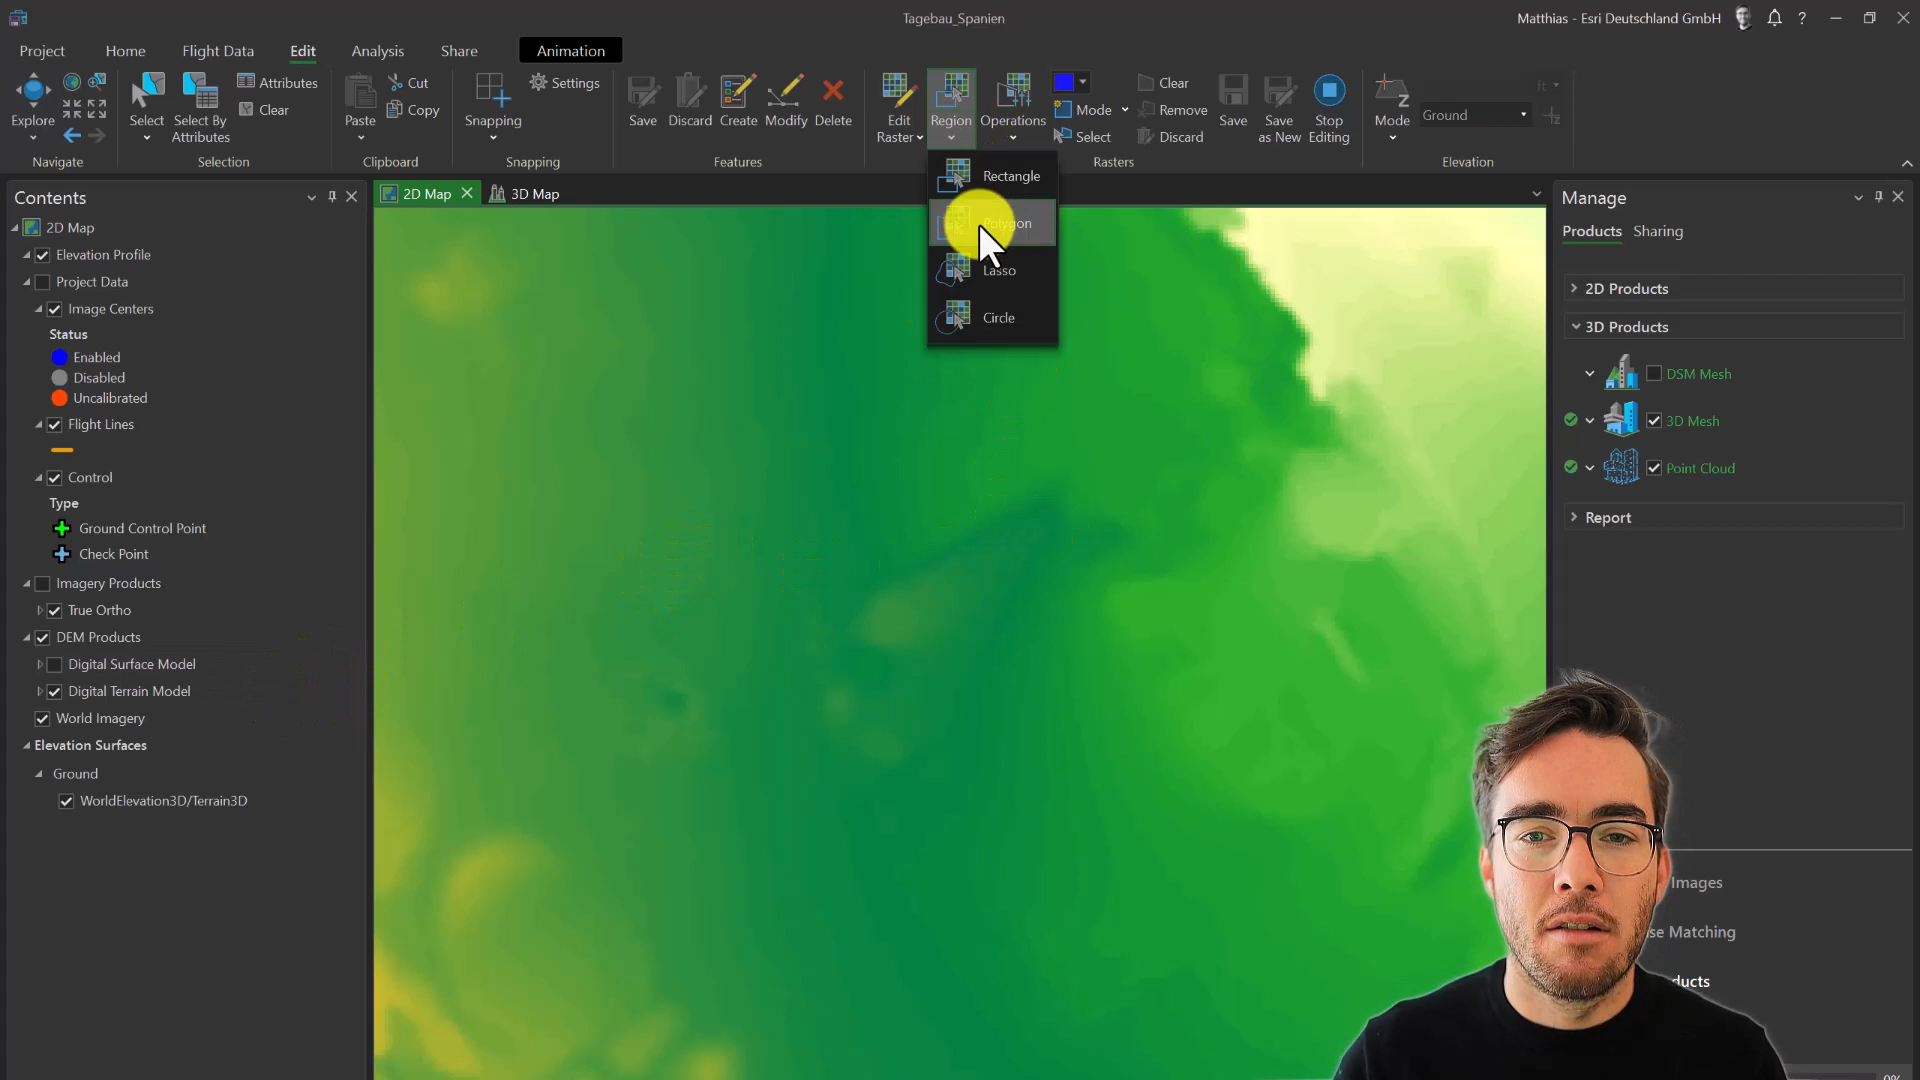 Tagebau_Spanien
Matthias - Esri Deutschland GmbH
?
Project
Home
Flight Data
Edit
Analysis
Share
Animation
Explore
Navigate
Select
Select By
Attributes
Attributes
Clear
Selection
Paste
Cut
Copy
Clipboard
Snapping
Settings
Snapping
Save
Discard
Create
Modify
Delete
Features
Edit
Raster
Region
Operations
Mode
Select
Clear
Remove
Discard
Save
Save
as New
Stop
Editing
Rasters
Mode
Ground
ft
Elevation
Rectangle
Polygon
Lasso
Circle
Contents
2D Map
Elevation Profile
Project Data
Image Centers
Status
Enabled
Disabled
Uncalibrated
Flight Lines
Control
Type
Ground Control Point
Check Point
Imagery Products
True Ortho
DEM Products
Digital Surface Model
Digital Terrain Model
World Imagery
Elevation Surfaces
Ground
WorldElevation3D/Terrain3D
2D Map
3D Map
Manage
Products
Sharing
2D Products
3D Products
DSM Mesh
3D Mesh
Point Cloud
Report
Images
se Matching
ducts
0%